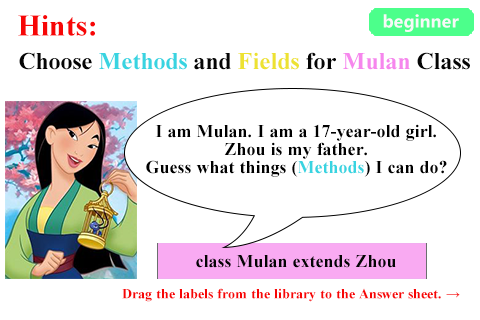 Hints:
beginner
Choose Methods and Fields for Mulan Class
I am Mulan. I am a 17-year-old girl.
Zhou is my father.
Guess what things (Methods) I can do?
class Mulan extends Zhou
Drag the labels from the library to the Answer sheet. →